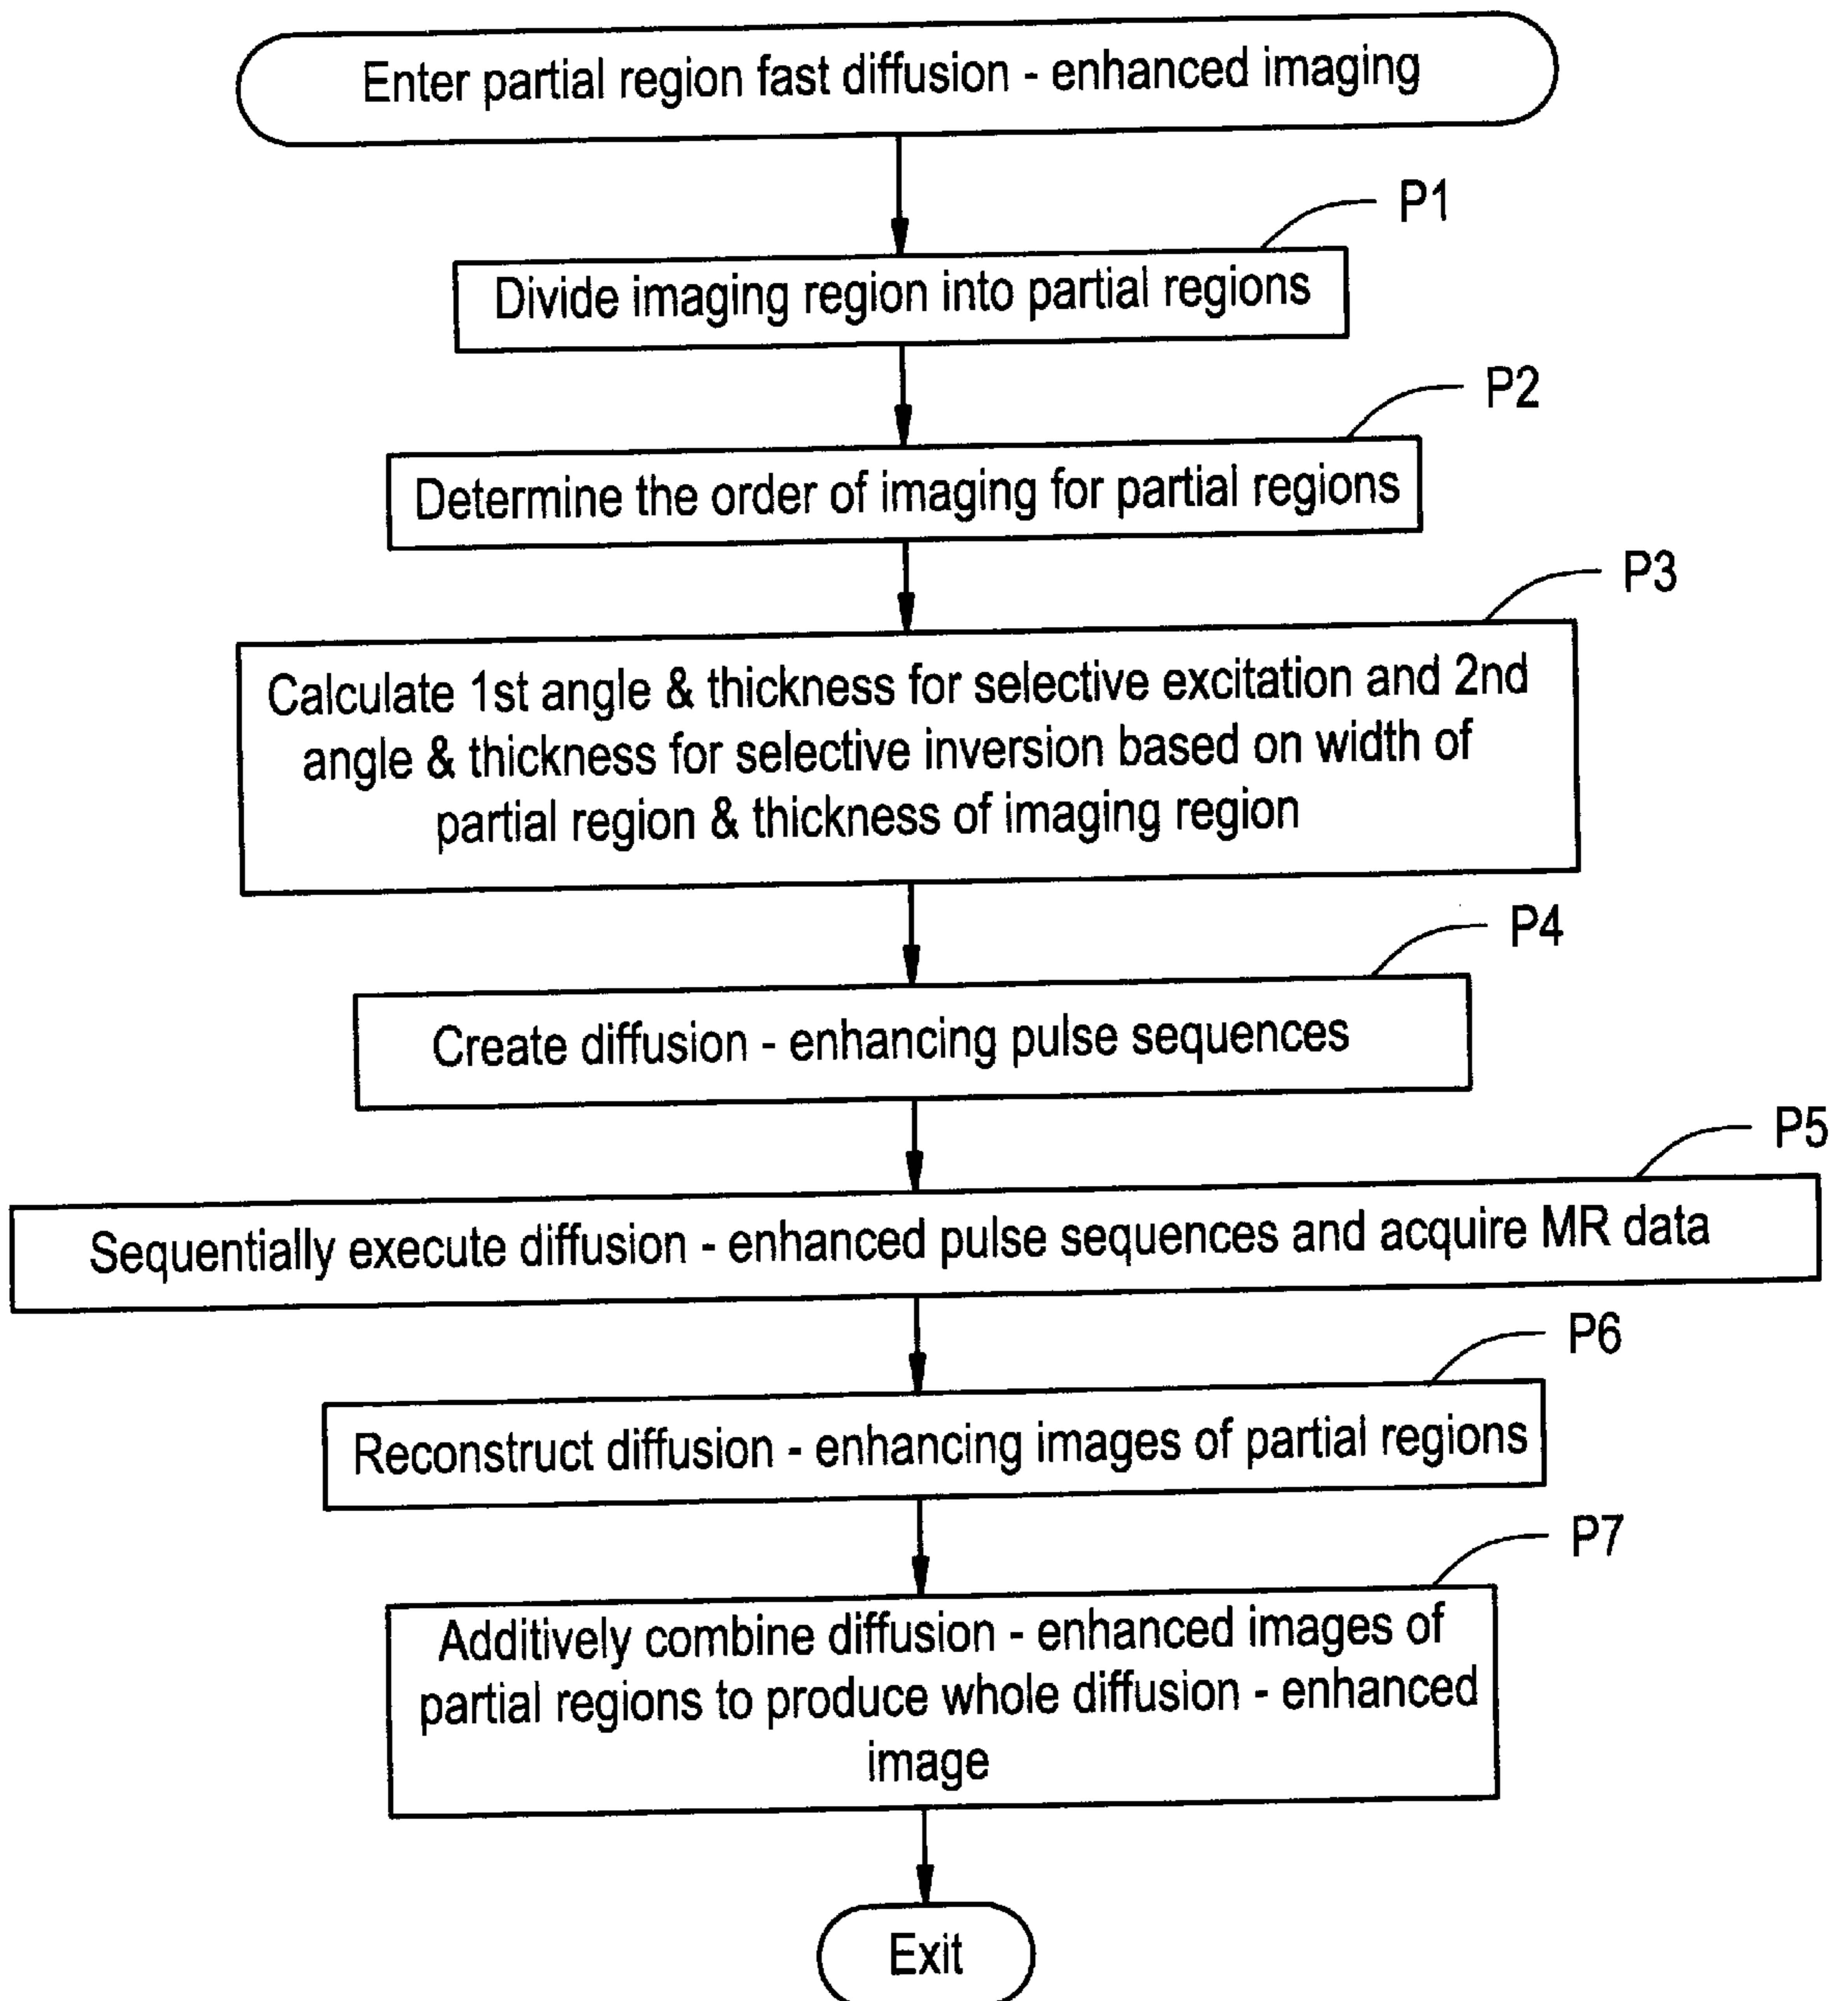 Enter partial region fast diffusion - enhanced imaging
P1
Divide imaging region into partial regions
P2
Determine the order of imaging for partial regions
P3
Calculate 1st angle & thickness for selective excitation and 2nd
angle & thickness for selective inversion based on width of
partial region & thickness of imaging region
P4
Create diffusion - enhancing pulse sequences
P5
Sequentially execute diffusion - enhanced pulse sequences and acquire MR data
P6
Reconstruct diffusion - enhancing images of partial regions
P7
Additively combine diffusion - enhanced images of
partial regions to produce whole diffusion - enhanced
image
Exit